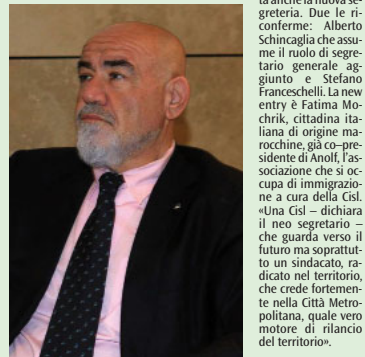 ta anche la nuova se-
greteria. Due le ri-
conferme: Alberto
Schincaglia che assu-
me il ruolo di segre-
tario generale ag-
giunto e Stefano
Franceschelli. La new
entry è Fatima Mo-
chrik, cittadina ita-
liana di origine ma-
rocchine, già co–pre-
sidente di Anolf, l'as-
sociazione che si oc-
cupa di immigrazio-
ne a cura della Cisl.
«Una Cisl – dichiara
il neo segretario –
che guarda verso il
futuro ma soprattut-
to un sindacato, ra-
dicato nel territorio,
che crede fortemen-
te nella Città Metro-
politana, quale vero
motore di rilancio
del territorio».